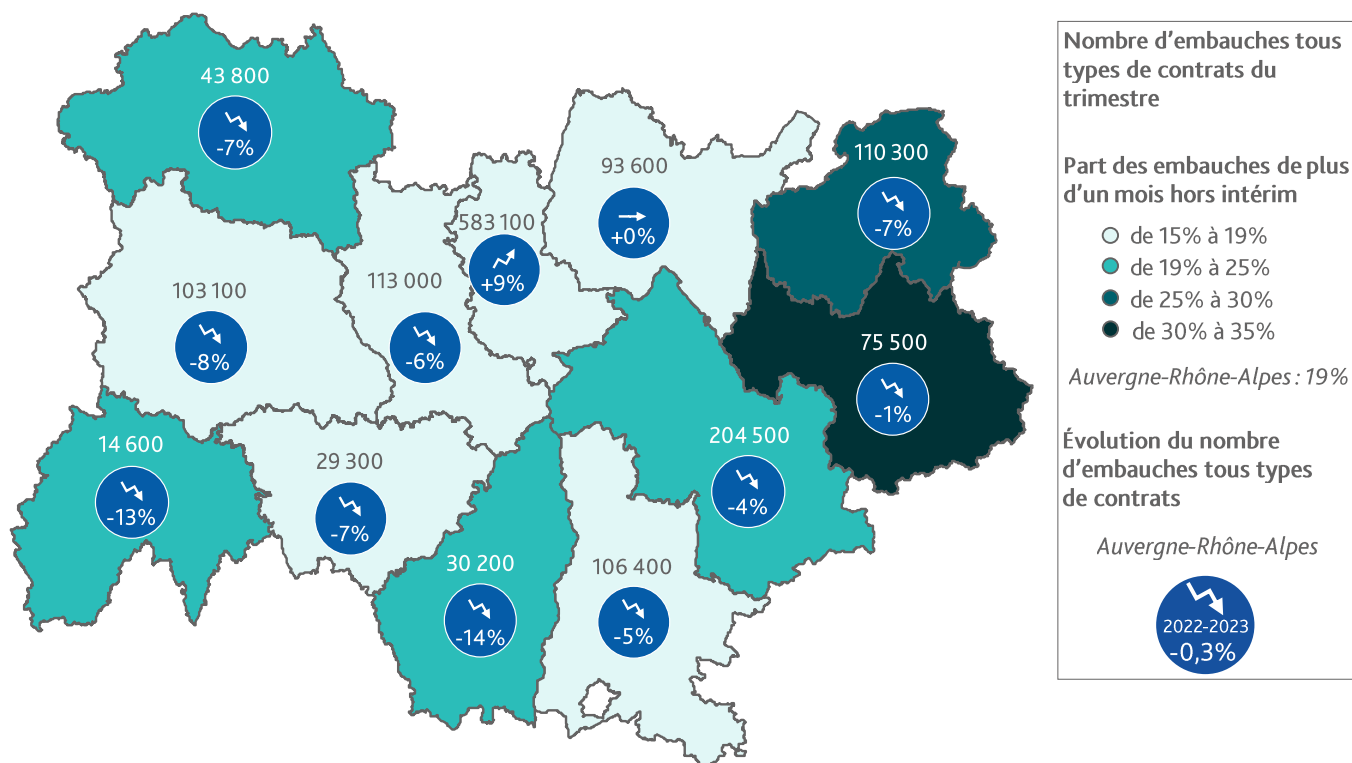 43 800
-7%
93 600
+0%
110 300
-7%
583 100
+9%
103 100
-8%
113 000
-6%
75 500
-1%
14 600
-13%
29 300
-7%
204 500
-4%
30 200
-14%
106 400
-5%
Nombre d'embauches tous
types de contrats du
trimestre
Part des embauches de plus
d'un mois hors intérim
de 15% à 19%
de 19% à 25%
de 25% à 30%
de 30% à 35%
Auvergne-Rhône-Alpes : 19%
Évolution du nombre
d'embauches tous types
de contrats
Auvergne-Rhône-Alpes
2022-2023
-0,3%